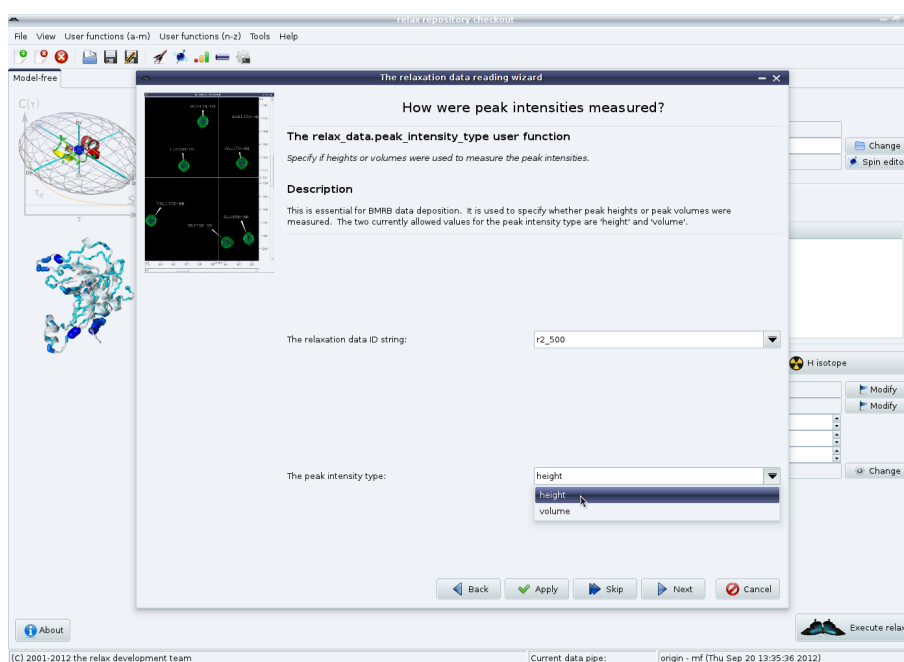 relax repository checkout
File View User functions (a-m) User functions (n-z) Tools Help
Model-free
The relaxation data reading wizard
C(τ)
How were peak intensities measured?
The relax_data.peak_intensity_type user function
Specify if heights or volumes were used to measure the peak intensities.
Description
This is essential for BMRB data deposition. It is used to specify whether peak heights or peak volumes were
measured. The two currently allowed values for the peak intensity type are 'height' and 'volume'.
Change
Spin edito
The relaxation data ID string:
r2_500
H isotope
Modify
Modify
Change
The peak intensity type:
height
height
volume
Back
Apply
Skip
Next
Cancel
About
Execute relax
(C) 2001-2012 the relax development team
Current data pipe:
origin - mf (Thu Sep 20 13:35:36 2012)